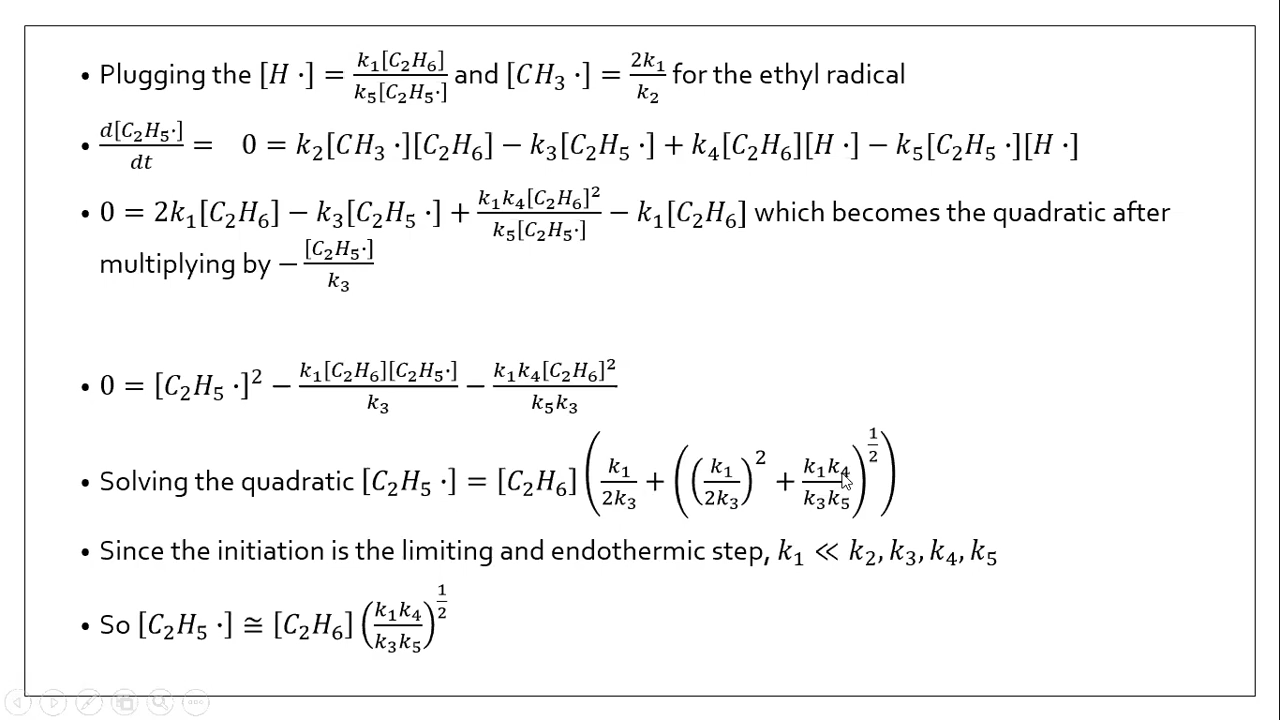 • Plugging the [H ·] = k₁[C₂H₆]/k₅[C₂H₅·] and [CH₃ ·] = 2k₁/k₂ for the ethyl radical
• d[C₂H₅·]/dt = 0 = k₂[CH₃ ·][C₂H₆] − k₃[C₂H₅ ·] + k₄[C₂H₆][H ·] − k₅[C₂H₅ ·][H ·]
• 0 = 2k₁[C₂H₆] − k₃[C₂H₅ ·] + k₁k₄[C₂H₆]²/k₅[C₂H₅·] − k₁[C₂H₆] which becomes the quadratic after
multiplying by − [C₂H₅·]/k₃
• 0 = [C₂H₅ ·]² − k₁[C₂H₆][C₂H₅·]/k₃ − k₁k₄[C₂H₆]²/k₅k₃
• Solving the quadratic [C₂H₅ ·] = [C₂H₆] (k₁/2k₃ + ((k₁/2k₃)² + k₁k₄/k₃k₅)^(1/2))
• Since the initiation is the limiting and endothermic step, k₁ ≪ k₂, k₃, k₄, k₅
• So [C₂H₅ ·] ≅ [C₂H₆] (k₁k₄/k₃k₅)^(1/2)